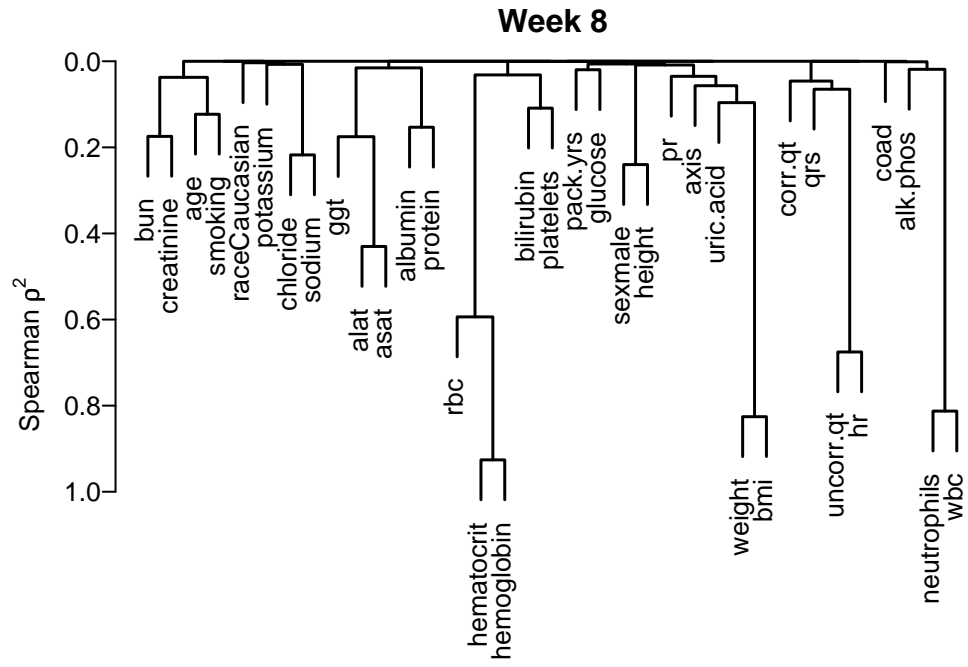 Week 8
Spearman ρ²
0.0
0.2
0.4
0.6
0.8
1.0
bun
creatinine
age
smoking
raceCaucasian
potassium
chloride
sodium
ggt
alat
asat
albumin
protein
rbc
hematocrit
hemoglobin
bilirubin
platelets
pack.yrs
glucose
sexmale
height
pr
axis
uric.acid
weight
bmi
corr.qt
qrs
uncorr.qt
hr
coad
alk.phos
neutrophils
wbc